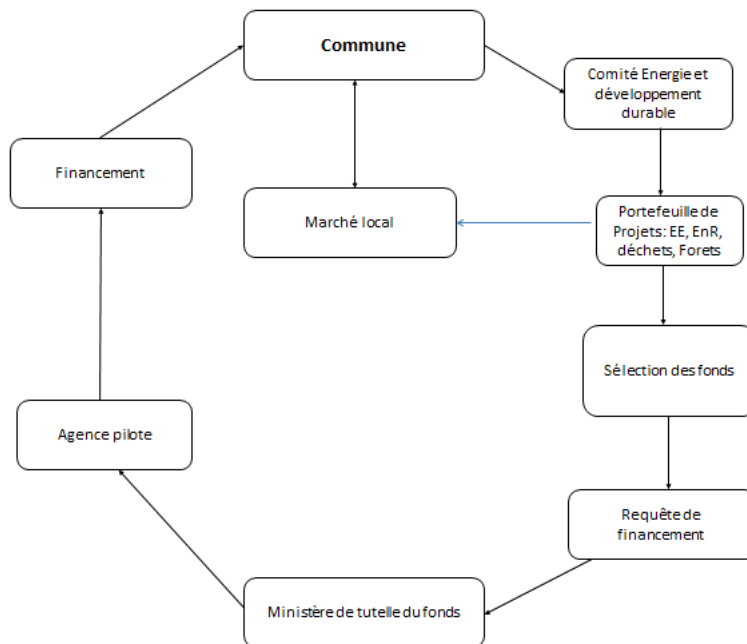 Commune
Comité Energie et
développement
durable
Financement
Marché local
Portefeuille de
Projets: EE, EnR,
déchets, Forets
Sélection des fonds
Agence pilote
Requête de
financement
Ministère de tutelle du fonds